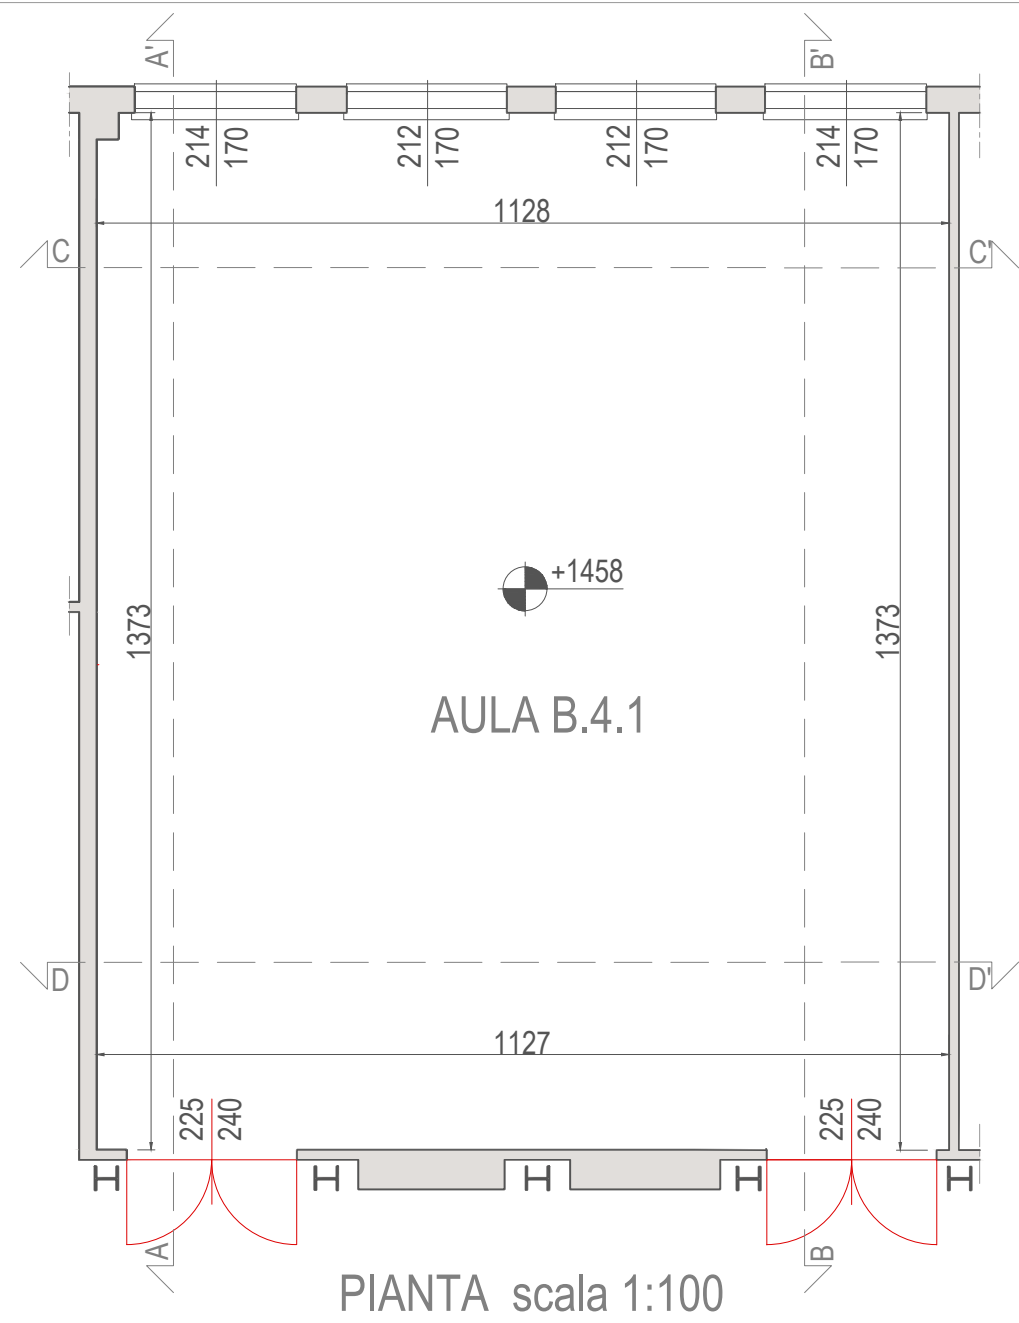 A' B'
214 170 212 170 212 170 214 170
1128
C C'
+1458
1373 1373
AULA B.4.1
D D'
1127
225 240 225 240
A B
PIANTA scala 1:100